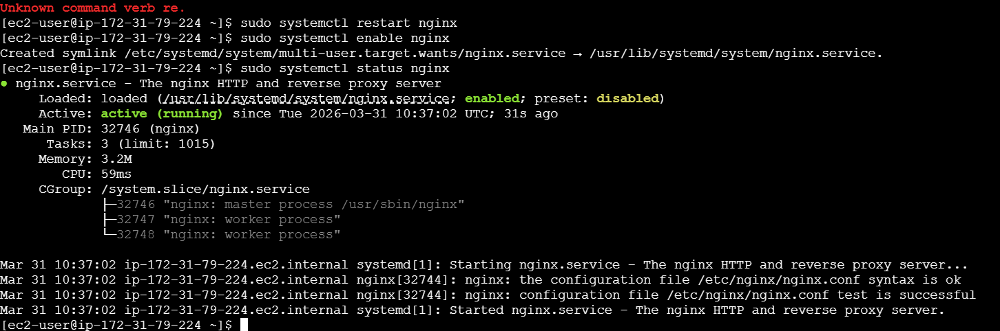 Unknown command verb re.
[ec2-user@ip-172-31-79-224 ~]$ sudo systemctl restart nginx
[ec2-user@ip-172-31-79-224 ~]$ sudo systemctl enable nginx
Created symlink /etc/systemd/system/multi-user.target.wants/nginx.service → /usr/lib/systemd/system/nginx.service.
[ec2-user@ip-172-31-79-224 ~]$ sudo systemctl status nginx
● nginx.service - The nginx HTTP and reverse proxy server
     Loaded: loaded (/usr/lib/systemd/system/nginx.service; enabled; preset: disabled)
     Active: active (running) since Tue 2026-03-31 10:37:02 UTC; 31s ago
   Main PID: 32746 (nginx)
      Tasks: 3 (limit: 1015)
     Memory: 3.2M
        CPU: 59ms
     CGroup: /system.slice/nginx.service
             ├─32746 "nginx: master process /usr/sbin/nginx"
             ├─32747 "nginx: worker process"
             └─32748 "nginx: worker process"

Mar 31 10:37:02 ip-172-31-79-224.ec2.internal systemd[1]: Starting nginx.service - The nginx HTTP and reverse proxy server...
Mar 31 10:37:02 ip-172-31-79-224.ec2.internal nginx[32744]: nginx: the configuration file /etc/nginx/nginx.conf syntax is ok
Mar 31 10:37:02 ip-172-31-79-224.ec2.internal nginx[32744]: nginx: configuration file /etc/nginx/nginx.conf test is successful
Mar 31 10:37:02 ip-172-31-79-224.ec2.internal systemd[1]: Started nginx.service - The nginx HTTP and reverse proxy server.
[ec2-user@ip-172-31-79-224 ~]$